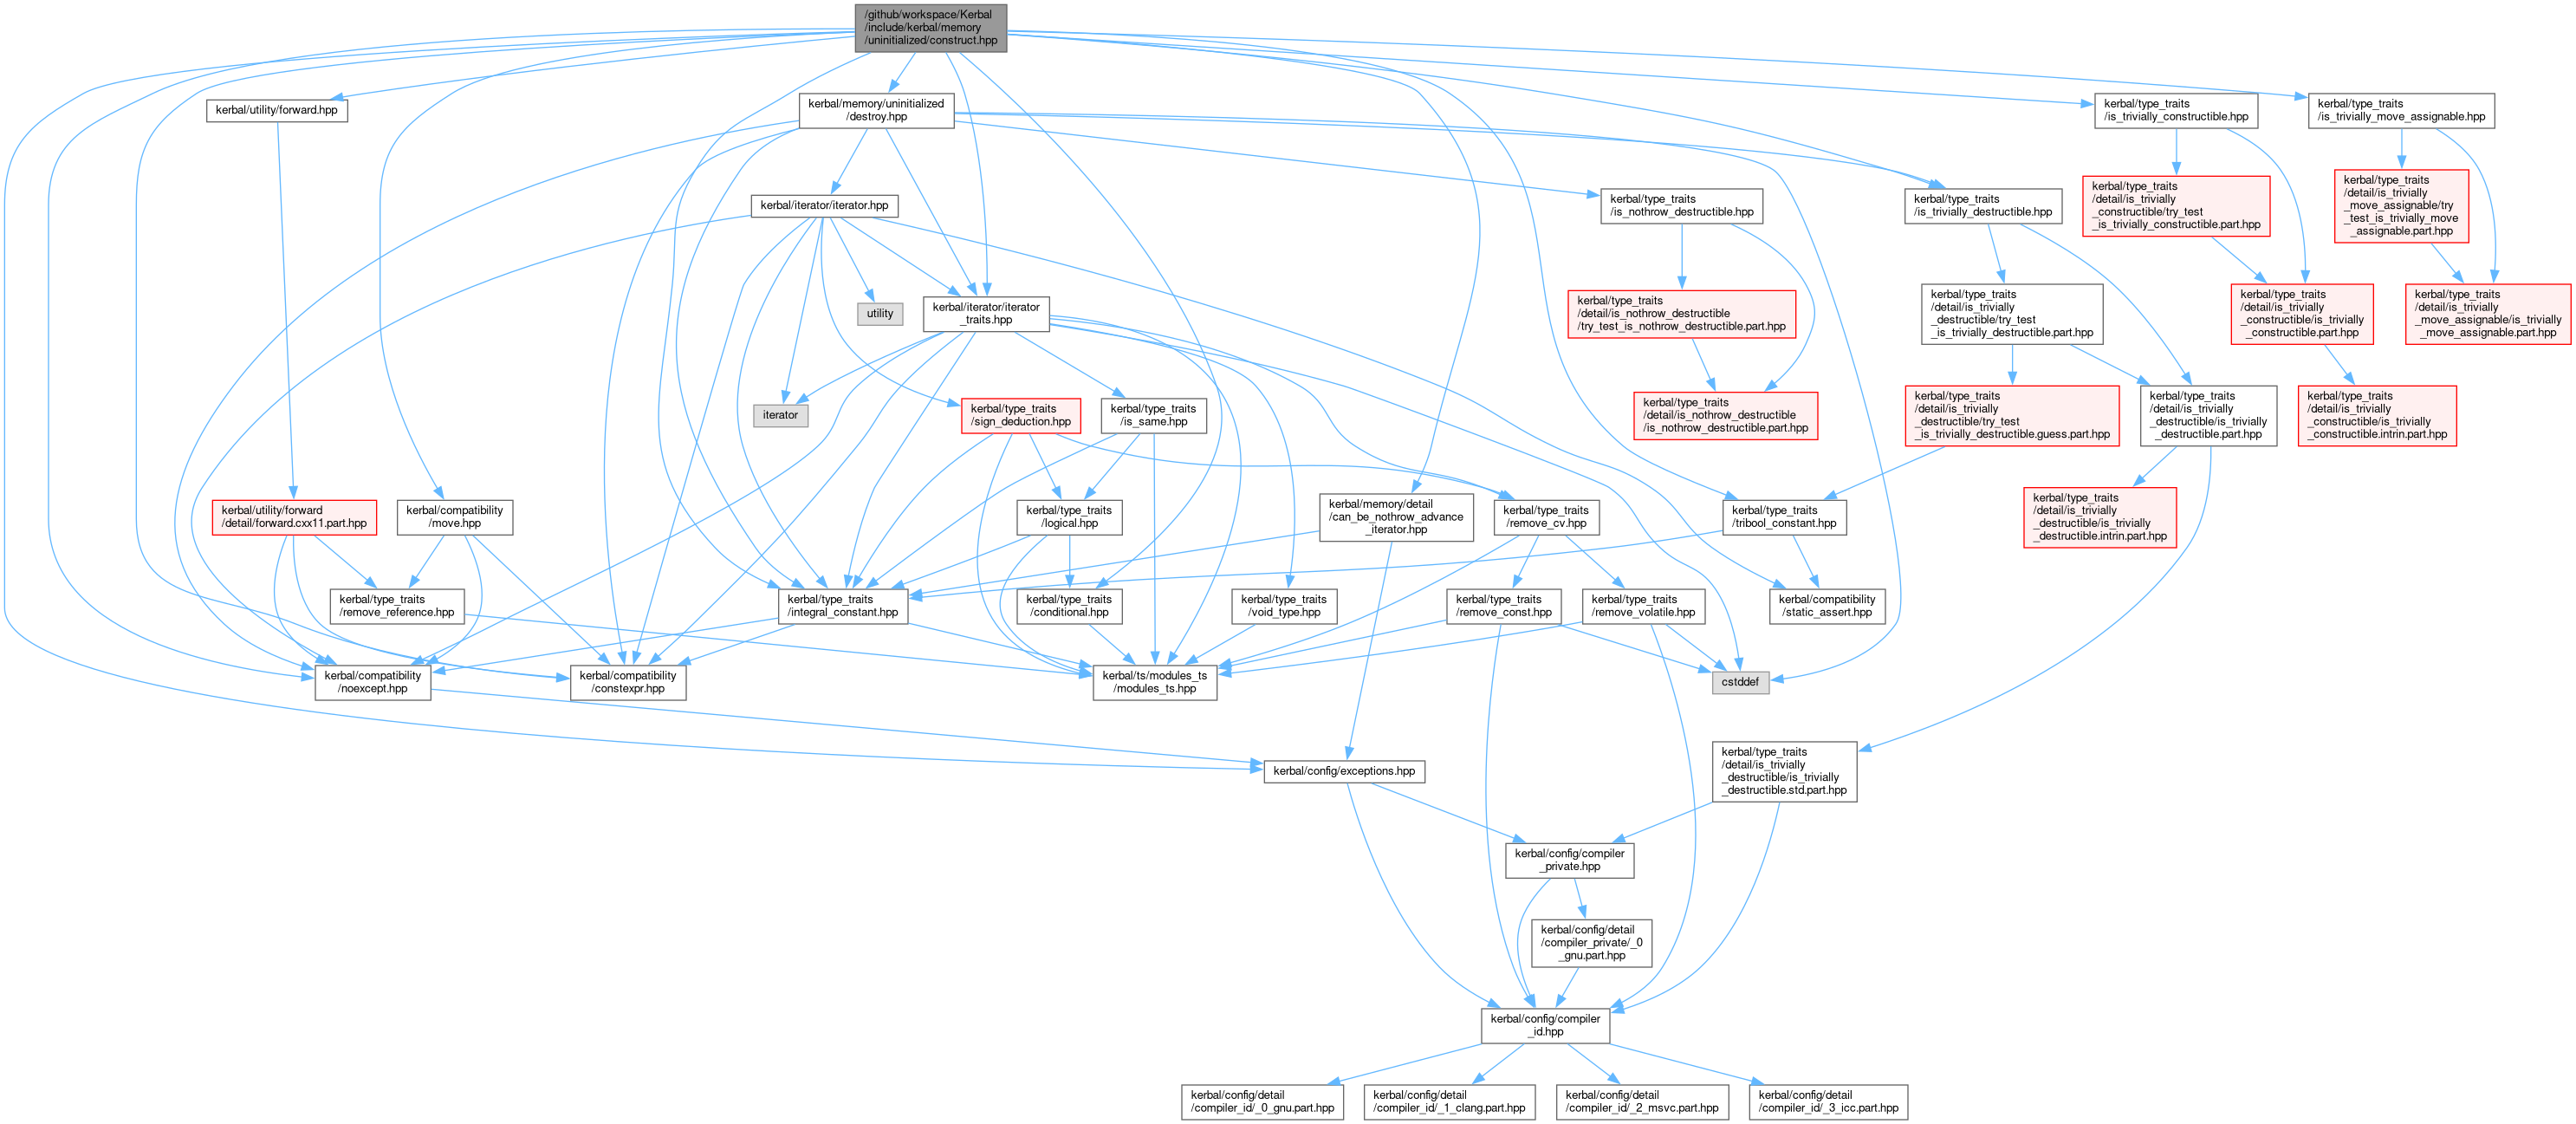 /github/workspace/Kerbal
/include/kerbal/memory
/uninitialized/construct.hpp
kerbal/utility/forward.hpp
kerbal/memory/uninitialized
/destroy.hpp
kerbal/type_traits
/is_trivially_constructible.hpp
kerbal/type_traits
/is_trivially_move_assignable.hpp
kerbal/iterator/iterator.hpp
kerbal/type_traits
/is_nothrow_destructible.hpp
kerbal/type_traits
/is_trivially_destructible.hpp
kerbal/type_traits
/detail/is_trivially
_constructible/try_test
_is_trivially_constructible.part.hpp
kerbal/type_traits
/detail/is_trivially
_move_assignable/try
_test_is_trivially_move
_assignable.part.hpp
utility
kerbal/iterator/iterator
_traits.hpp
kerbal/type_traits
/detail/is_nothrow_destructible
/try_test_is_nothrow_destructible.part.hpp
kerbal/type_traits
/detail/is_trivially
_destructible/try_test
_is_trivially_destructible.part.hpp
kerbal/type_traits
/detail/is_trivially
_constructible/is_trivially
_constructible.part.hpp
kerbal/type_traits
/detail/is_trivially
_move_assignable/is_trivially
_move_assignable.part.hpp
iterator
kerbal/type_traits
/sign_deduction.hpp
kerbal/type_traits
/is_same.hpp
kerbal/type_traits
/detail/is_nothrow_destructible
/is_nothrow_destructible.part.hpp
kerbal/type_traits
/detail/is_trivially
_destructible/try_test
_is_trivially_destructible.guess.part.hpp
kerbal/type_traits
/detail/is_trivially
_destructible/is_trivially
_destructible.part.hpp
kerbal/type_traits
/detail/is_trivially
_constructible/is_trivially
_constructible.intrin.part.hpp
kerbal/utility/forward
/detail/forward.cxx11.part.hpp
kerbal/compatibility
/move.hpp
kerbal/type_traits
/logical.hpp
kerbal/memory/detail
/can_be_nothrow_advance
_iterator.hpp
kerbal/type_traits
/remove_cv.hpp
kerbal/type_traits
/tribool_constant.hpp
kerbal/type_traits
/detail/is_trivially
_destructible/is_trivially
_destructible.intrin.part.hpp
kerbal/type_traits
/remove_reference.hpp
kerbal/type_traits
/integral_constant.hpp
kerbal/type_traits
/conditional.hpp
kerbal/type_traits
/void_type.hpp
kerbal/type_traits
/remove_const.hpp
kerbal/type_traits
/remove_volatile.hpp
kerbal/compatibility
/static_assert.hpp
kerbal/compatibility
/noexcept.hpp
kerbal/compatibility
/constexpr.hpp
kerbal/ts/modules_ts
/modules_ts.hpp
cstddef
kerbal/config/exceptions.hpp
kerbal/type_traits
/detail/is_trivially
_destructible/is_trivially
_destructible.std.part.hpp
kerbal/config/compiler
_private.hpp
kerbal/config/detail
/compiler_private/_0
_gnu.part.hpp
kerbal/config/compiler
_id.hpp
kerbal/config/detail
/compiler_id/_0_gnu.part.hpp
kerbal/config/detail
/compiler_id/_1_clang.part.hpp
kerbal/config/detail
/compiler_id/_2_msvc.part.hpp
kerbal/config/detail
/compiler_id/_3_icc.part.hpp